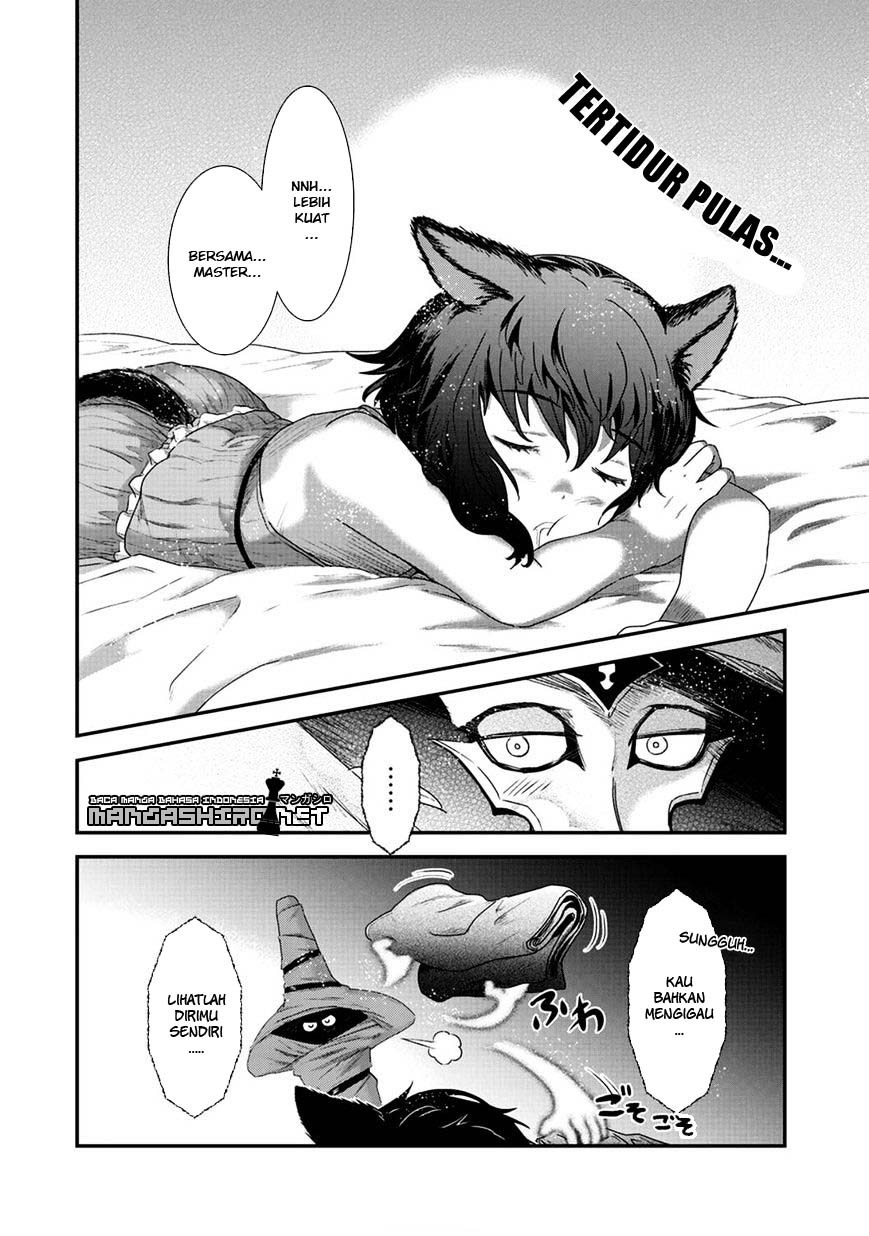 TERTIDUR PULAS...
NNH...
LEBIH
KUAT
...
BERSAMA...
MASTER...
.......
BACA MANGA BAHASA INDONESIA マンガシロ
MANGASHIRO.NET
SUNGGUH...
KAU
BAHKAN
MENGIGAU
...
ふわ
ごそ
ごそ
LIHATLAH
DIRIMU
SENDIRI
.....